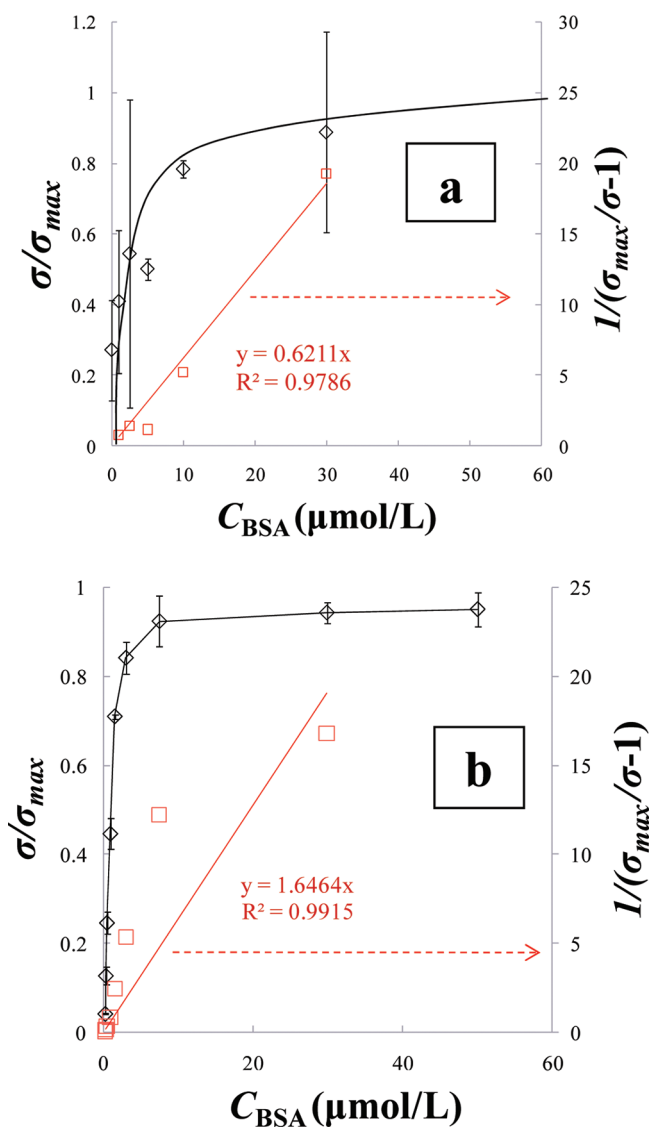 1.2
1
0.8
0.6
0.4
0.2
0
30
25
20
15
10
5
0
σ/σmax
1/(σmax/σ-1)
a
y = 0.6211x
R² = 0.9786
0 10 20 30 40 50 60
CBSA (µmol/L)
1
0.8
0.6
0.4
0.2
0
25
20
15
10
5
0
σ/σmax
1/(σmax/σ-1)
b
y = 1.6464x
R² = 0.9915
0 20 40 60
CBSA (µmol/L)